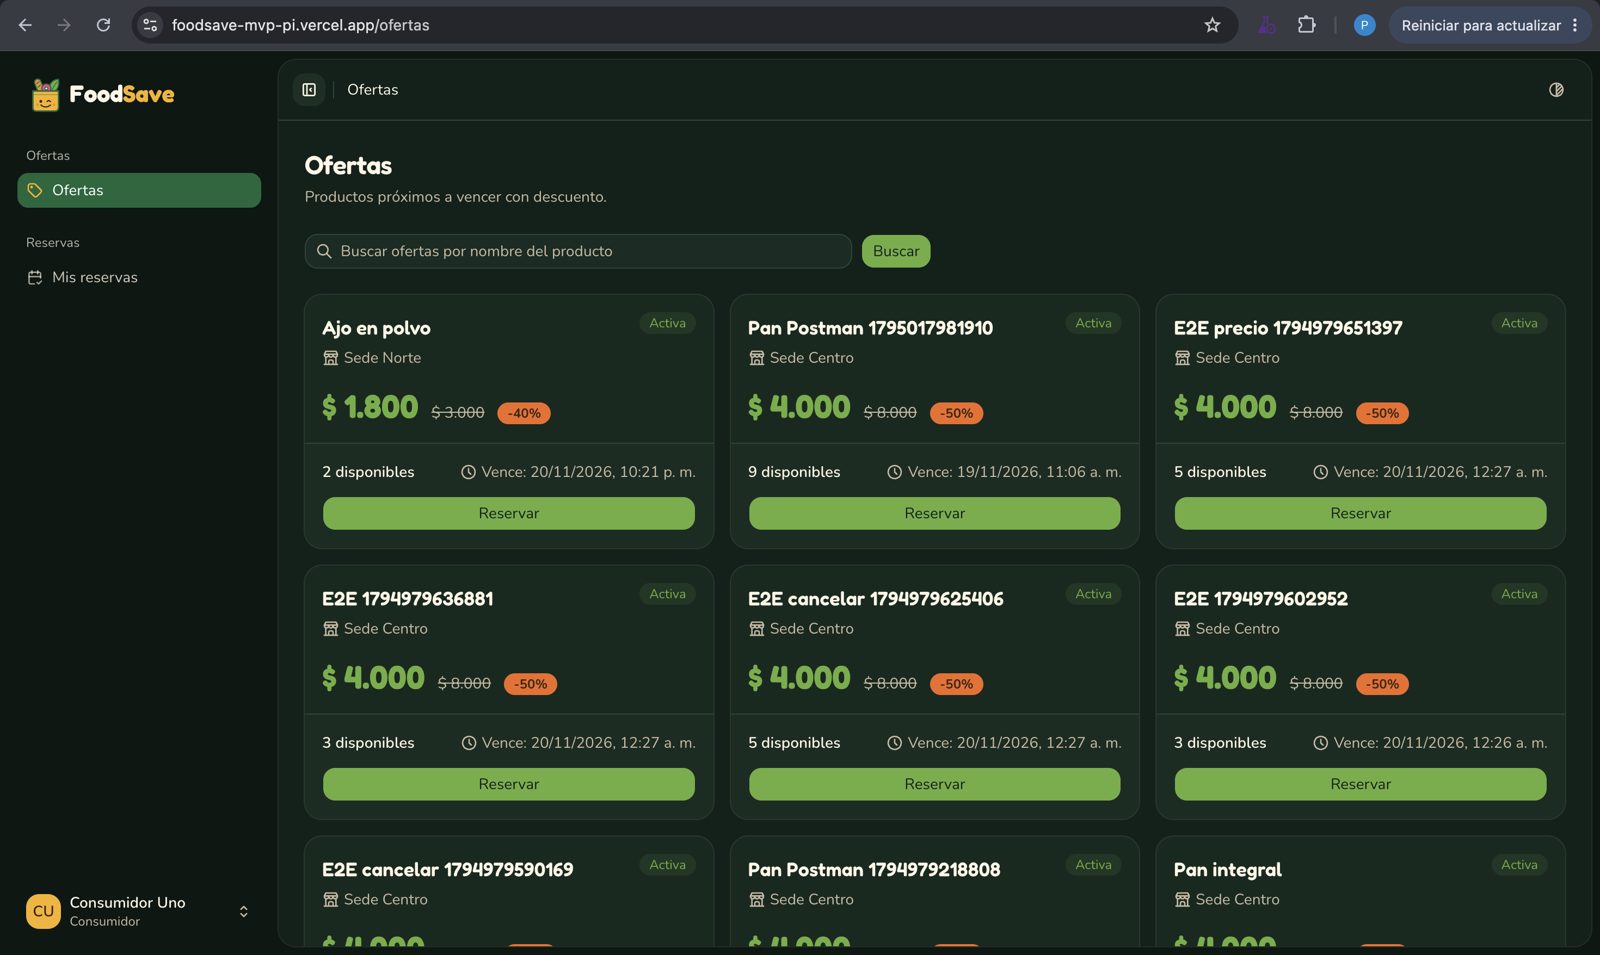 foodsave-mvp-pi.vercel.app/ofertas
P
Reiniciar para actualizar
FoodSave
Ofertas
Ofertas
Reservas
Mis reservas
CU
Consumidor Uno
Consumidor
Ofertas
Ofertas
Productos próximos a vencer con descuento.
Buscar ofertas por nombre del producto
Buscar
Ajo en polvo
Activa
Sede Norte
$ 1.800 $ 3.000 -40%
2 disponibles
Vence: 20/11/2026, 10:21 p. m.
Reservar
Pan Postman 1795017981910
Activa
Sede Centro
$ 4.000 $ 8.000 -50%
9 disponibles
Vence: 19/11/2026, 11:06 a. m.
Reservar
E2E precio 1794979651397
Activa
Sede Centro
$ 4.000 $ 8.000 -50%
5 disponibles
Vence: 20/11/2026, 12:27 a. m.
Reservar
E2E 1794979636881
Activa
Sede Centro
$ 4.000 $ 8.000 -50%
3 disponibles
Vence: 20/11/2026, 12:27 a. m.
Reservar
E2E cancelar 1794979625406
Activa
Sede Centro
$ 4.000 $ 8.000 -50%
5 disponibles
Vence: 20/11/2026, 12:27 a. m.
Reservar
E2E 1794979602952
Activa
Sede Centro
$ 4.000 $ 8.000 -50%
3 disponibles
Vence: 20/11/2026, 12:26 a. m.
Reservar
E2E cancelar 1794979590169
Activa
Sede Centro
$ 4.000
Pan Postman 1794979218808
Activa
Sede Centro
$ 4.000
Pan integral
Activa
Sede Centro
$ 4.000